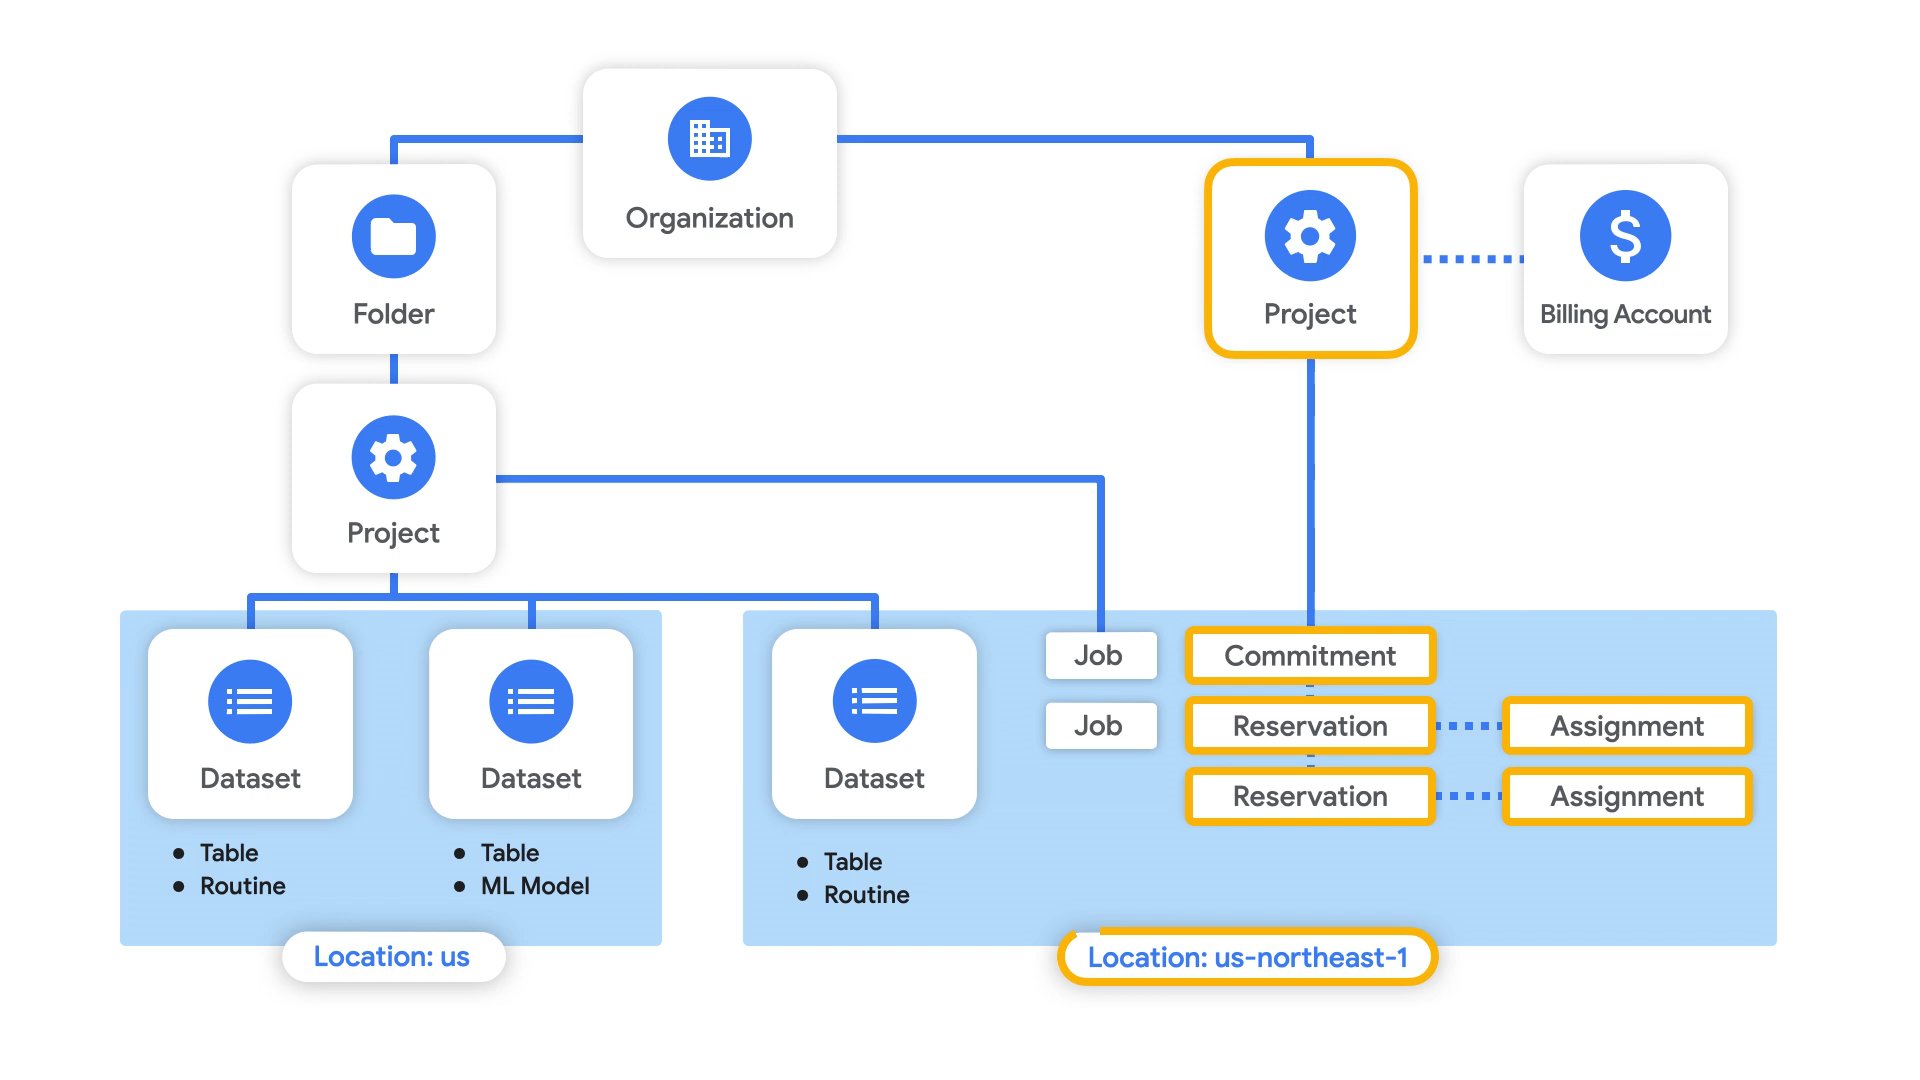 Organization
Folder
Project
Billing Account
Project
Dataset
• Table
• Routine
Dataset
• Table
• ML Model
Location: us
Dataset
• Table
• Routine
Job
Job
Commitment
Reservation
Assignment
Reservation
Assignment
Location: us-northeast-1